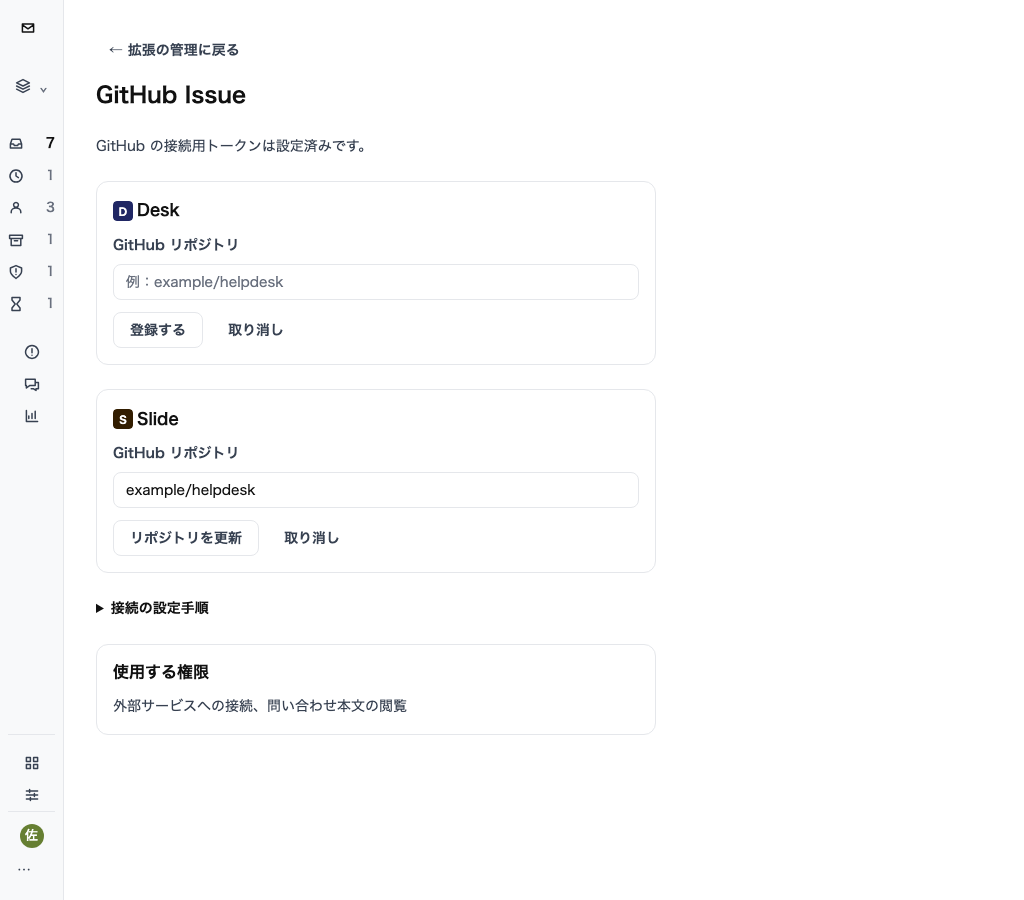 ← 拡張の管理に戻る
GitHub Issue
GitHub の接続用トークンは設定済みです。
7
1
3
1
1
1
D Desk
GitHub リポジトリ
例：example/helpdesk
登録する 取り消し
S Slide
GitHub リポジトリ
example/helpdesk
リポジトリを更新 取り消し
▶ 接続の設定手順
使用する権限
外部サービスへの接続、問い合わせ本文の閲覧
佐
…